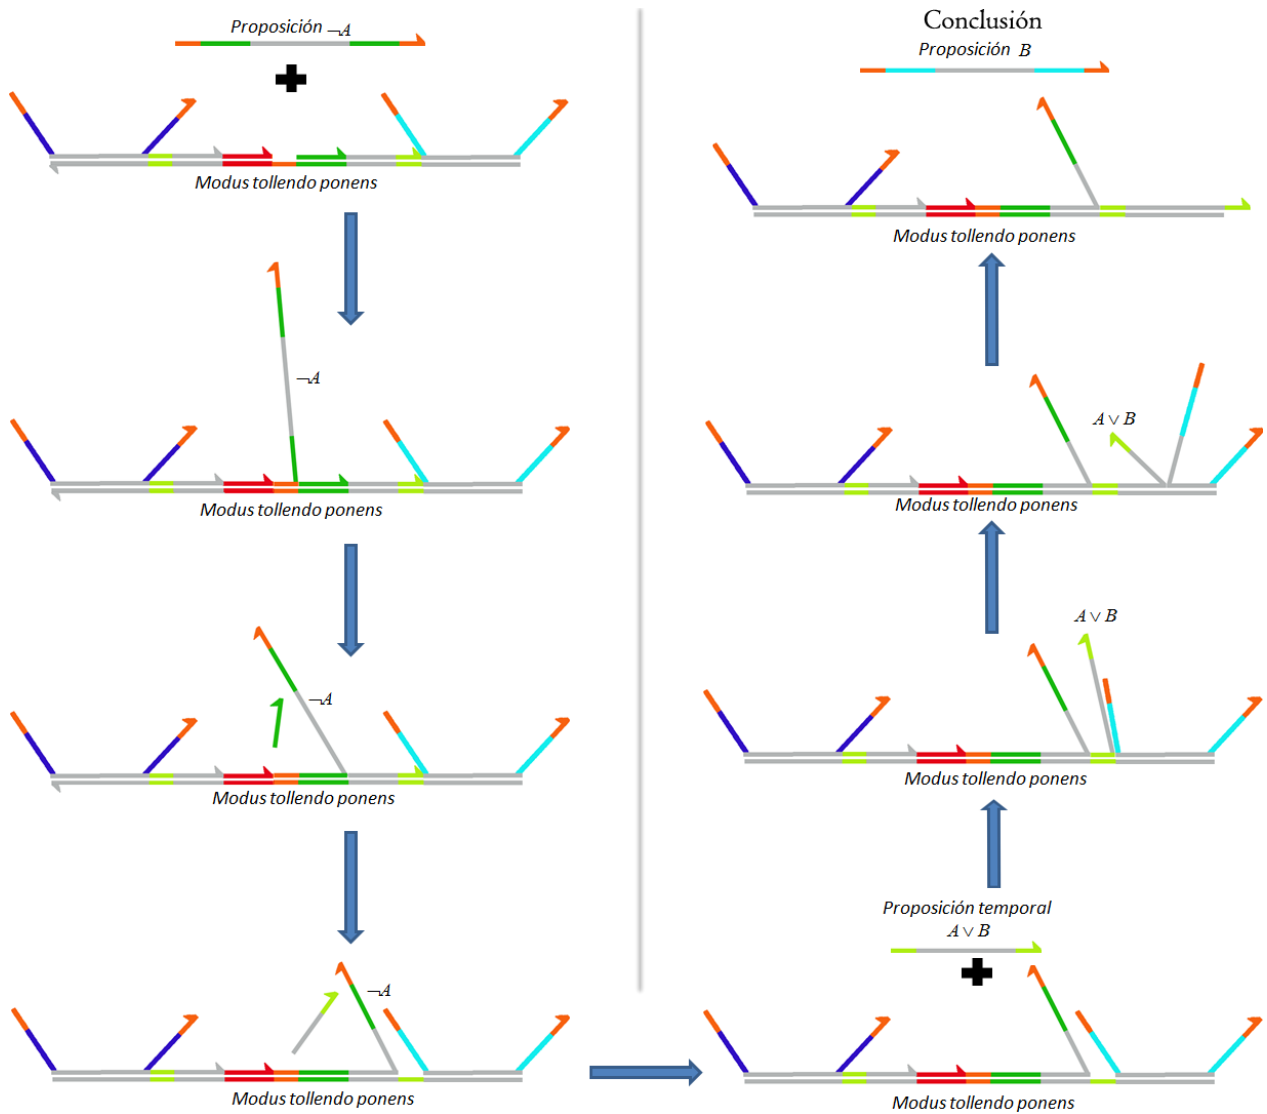 Proposición ¬A
Modus tollendo ponens
¬A
Modus tollendo ponens
¬A
Modus tollendo ponens
¬A
Modus tollendo ponens
Conclusión
Proposición B
Modus tollendo ponens
A ∨ B
Modus tollendo ponens
A ∨ B
Modus tollendo ponens
Proposición temporal
A ∨ B
Modus tollendo ponens